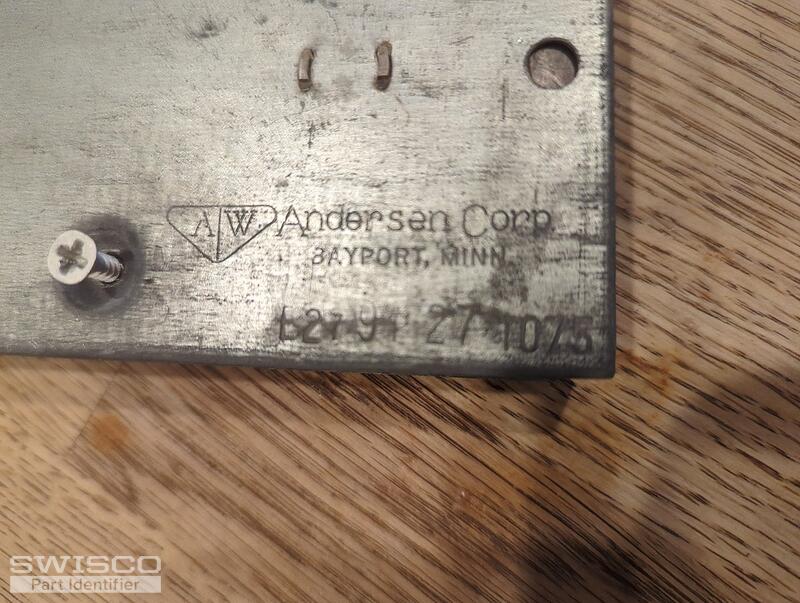 AW Andersen Corp.
BAYPORT, MINN.
27 1075
SWISCO
Part Identifier